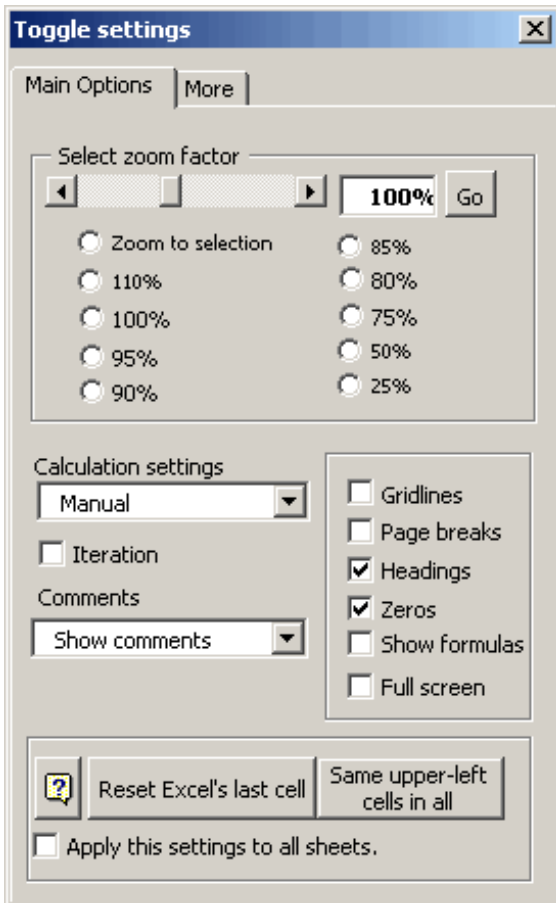 Toggle settings
Main Options
More
Select zoom factor
100%
Go
Zoom to selection
110%
100%
95%
90%
85%
80%
75%
50%
25%
Calculation settings
Manual
Iteration
Comments
Show comments
Gridlines
Page breaks
Headings
Zeros
Show formulas
Full screen
?
Reset Excel's last cell
Same upper-left
cells in all
Apply this settings to all sheets.